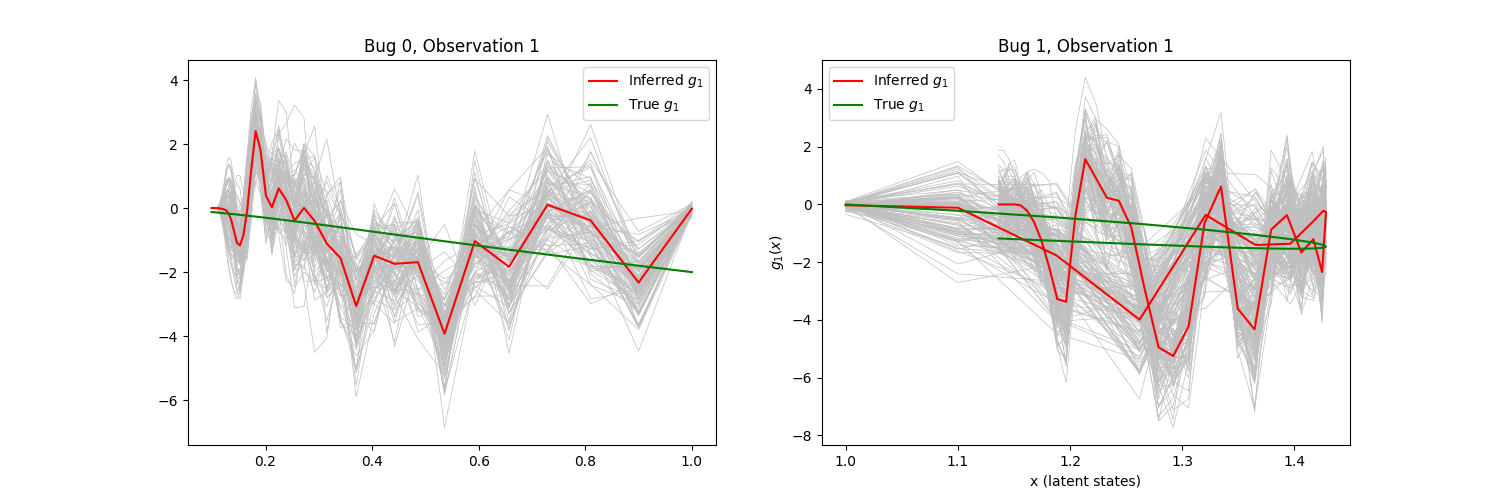 Bug 0, Observation 1
Inferred g₁
True g₁
4
2
0
−2
−4
−6
0.2
0.4
0.6
0.8
1.0
Bug 1, Observation 1
Inferred g₁
True g₁
g₁(x)
4
2
0
−2
−4
−6
−8
1.0
1.1
1.2
1.3
1.4
x (latent states)